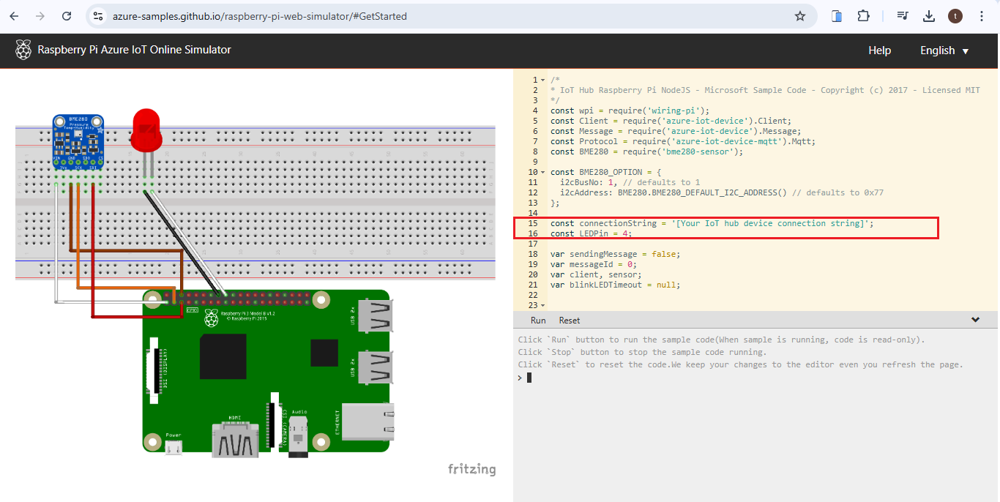 azure-samples.github.io/raspberry-pi-web-simulator/#GetStarted
t
Raspberry Pi Azure IoT Online Simulator
Help
English
BME280
Pressure
Temp+Humidity
VIN GND SDO CS
3Vo SCK SDI
GPIO
Raspberry Pi 3 Model B v1.2
© Raspberry Pi 2015
USB 2x
USB 2x
DSI (DISPLAY)
CSI (CAMERA)
HDMI
Audio
ETHERNET
Power
fritzing
1 /*
2 * IoT Hub Raspberry Pi NodeJS - Microsoft Sample Code - Copyright (c) 2017 - Licensed MIT
3 */
4 const wpi = require('wiring-pi');
5 const Client = require('azure-iot-device').Client;
6 const Message = require('azure-iot-device').Message;
7 const Protocol = require('azure-iot-device-mqtt').Mqtt;
8 const BME280 = require('bme280-sensor');
9
10 const BME280_OPTION = {
11 i2cBusNo: 1, // defaults to 1
12 i2cAddress: BME280.BME280_DEFAULT_I2C_ADDRESS() // defaults to 0x77
13 };
14
15 const connectionString = '[Your IoT hub device connection string]';
16 const LEDPin = 4;
17
18 var sendingMessage = false;
19 var messageId = 0;
20 var client, sensor;
21 var blinkLEDTimeout = null;
22
23
Run Reset
Click `Run` button to run the sample code(When sample is running, code is read-only).
Click `Stop` button to stop the sample code running.
Click `Reset` to reset the code.We keep your changes to the editor even you refresh the page.
>